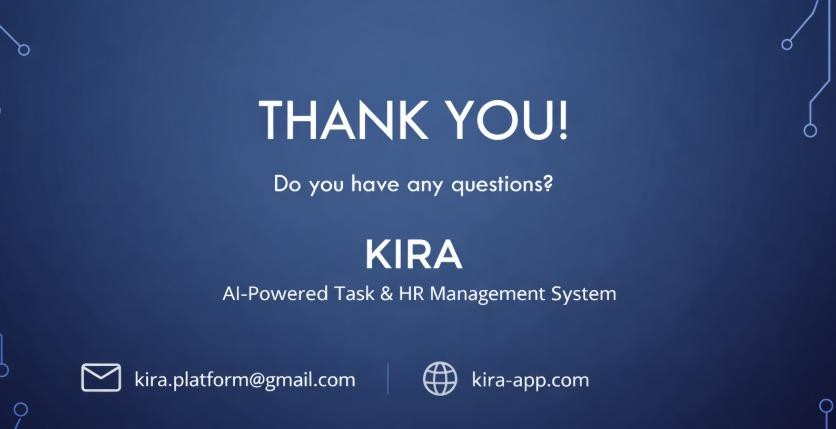 THANK YOU!
Do you have any questions?
KIRA
AI-Powered Task & HR Management System
kira.platform@gmail.com
kira-app.com